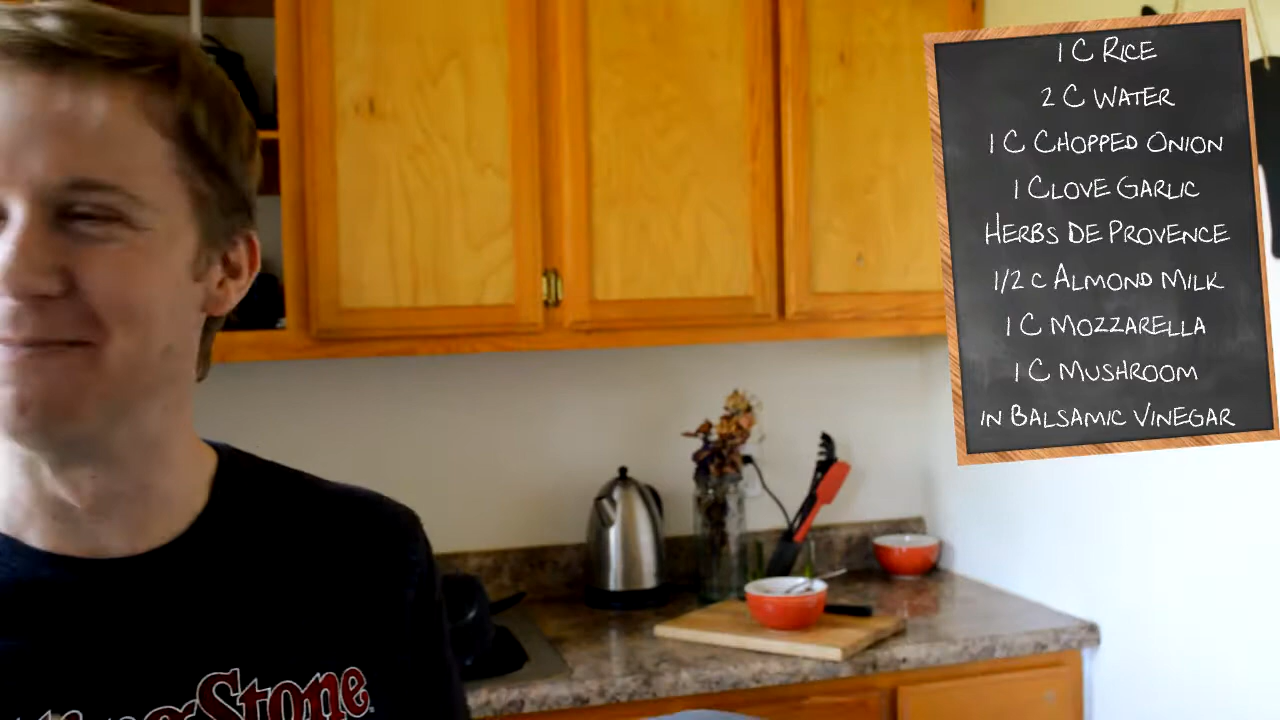 1 C RICE
2 C WATER
1 C CHOPPED ONION
1 CLOVE GARLIC
HERBS DE PROVENCE
1/2 C ALMOND MILK
1 C MOZZARELLA
1 C MUSHROOM
IN BALSAMIC VINEGAR
Stone